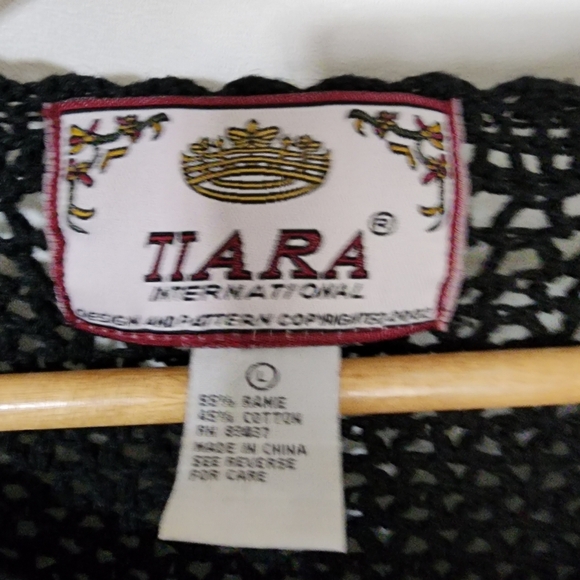 TIARA®
INTERNATIONAL
DESIGN AND PATTERN COPYRIGHTED
L
55% RAMIE
45% COTTON
RN
MADE IN CHINA
SEE REVERSE
FOR CARE